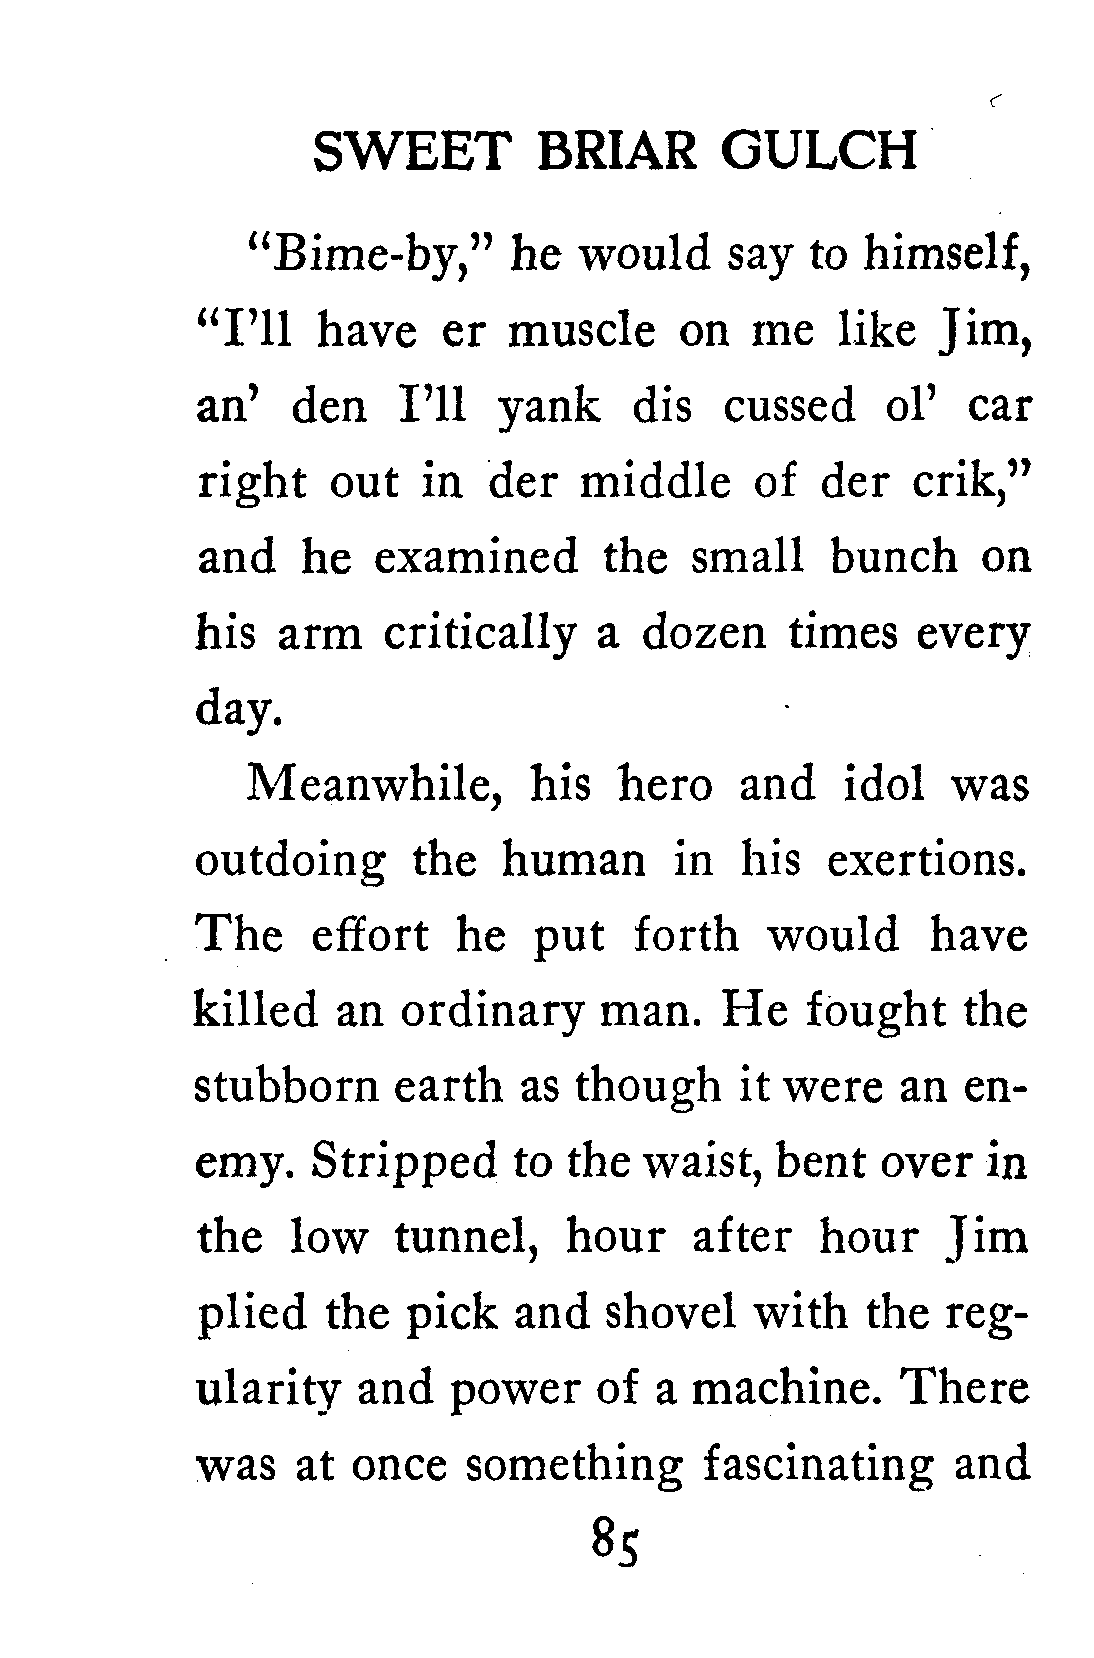 SWEET BRIAR GULCH
“Bime-by,” he would say to himself,
“I’ll have er muscle on me like Jim,
an’ den I’ll yank dis cussed ol’ car
right out in der middle of der crik,”
and he examined the small bunch on
his arm critically a dozen times every
day.
Meanwhile, his hero and idol was
outdoing the human in his exertions.
The effort he put forth would have
killed an ordinary man. He fought the
stubborn earth as though it were an en-
emy. Stripped to the waist, bent over in
the low tunnel, hour after hour Jim
plied the pick and shovel with the reg-
ularity and power of a machine. There
was at once something fascinating and
85